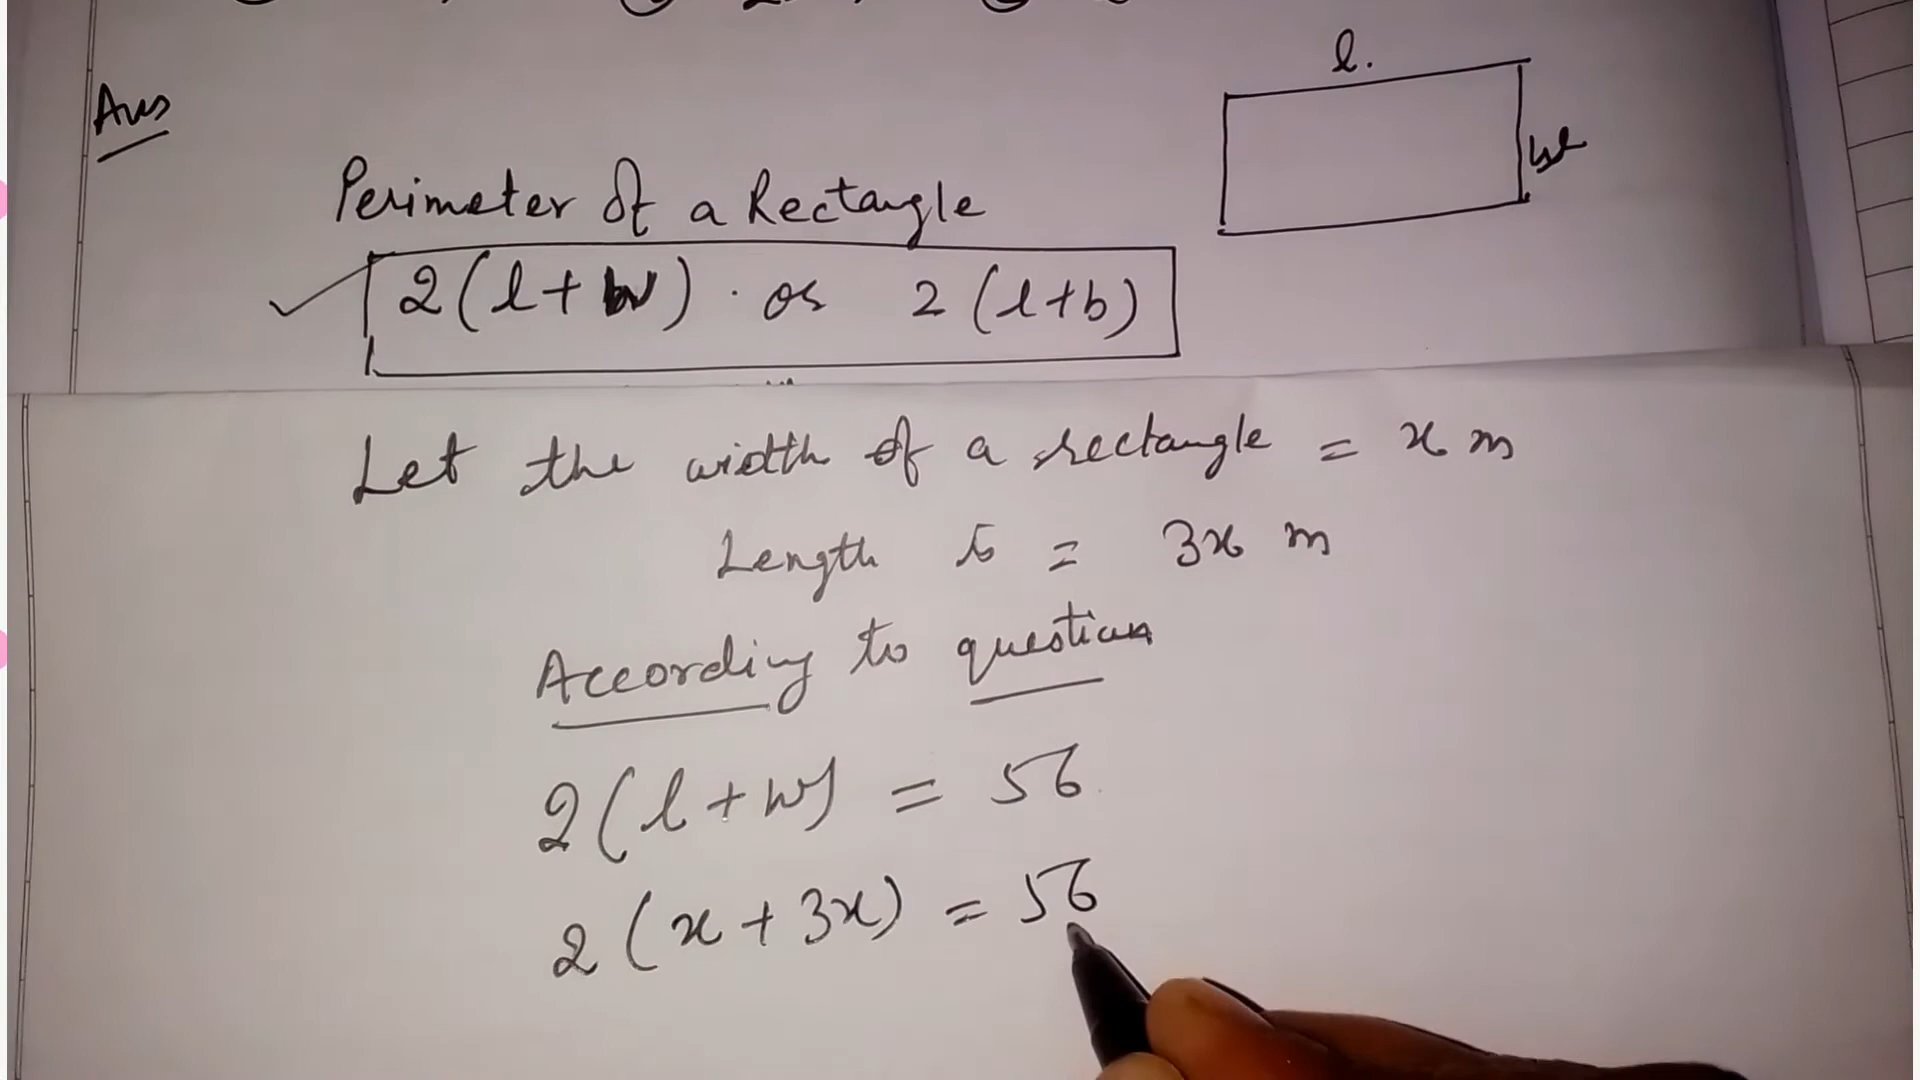 Ans
l.
w
Perimeter of a Rectangle
2(l+w) . or 2(l+b)
Let the width of a rectangle = x m
Length is = 3x m
According to question
2(l+w) = 56
2(x+3x) = 56